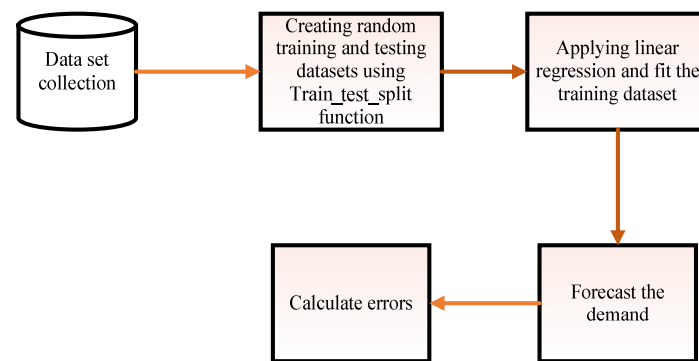 Data set
collection
Creating random
training and testing
datasets using
Train_test_split
function
Applying linear
regression and fit the
training dataset
Forecast the
demand
Calculate errors